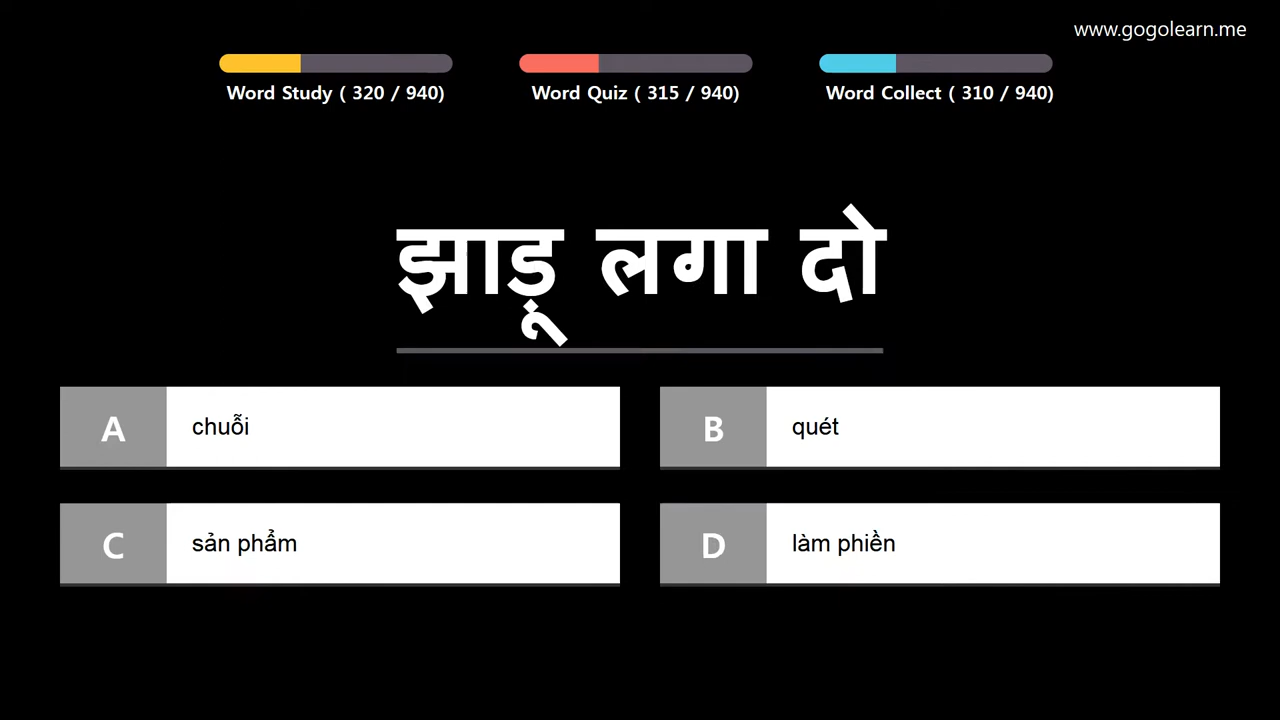 www.gogolearn.me
Word Study ( 320 / 940)
Word Quiz ( 315 / 940)
Word Collect ( 310 / 940)
झाड़ू लगा दो
A chuỗi
B quét
C sản phẩm
D làm phiền